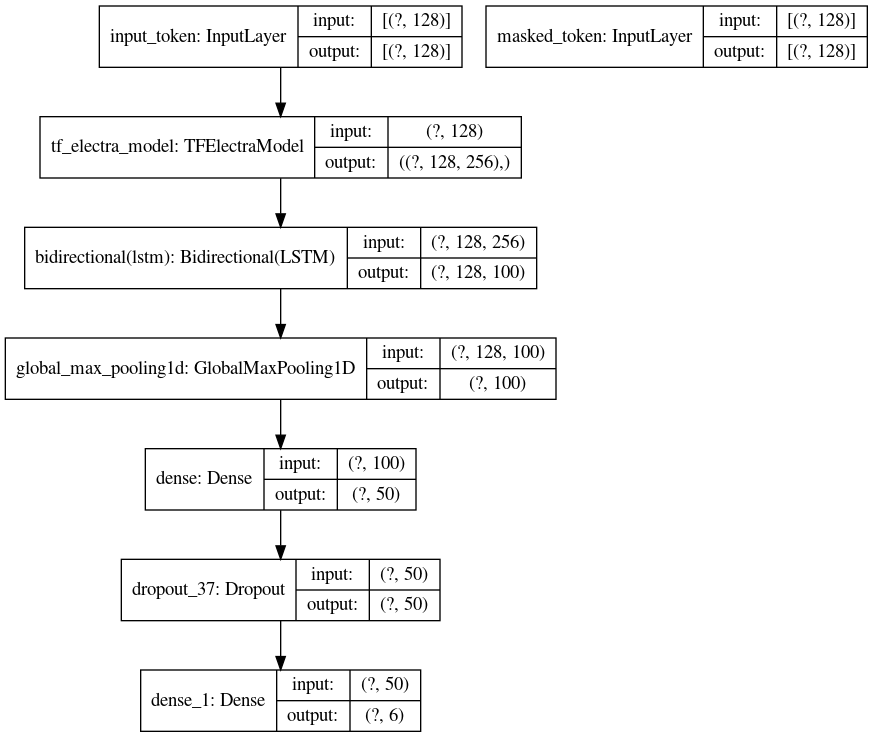 input_token: InputLayer
input: [(?, 128)]
output: [(?, 128)]
masked_token: InputLayer
input: [(?, 128)]
output: [(?, 128)]
tf_electra_model: TFElectraModel
input: (?, 128)
output: ((?, 128, 256),)
bidirectional(lstm): Bidirectional(LSTM)
input: (?, 128, 256)
output: (?, 128, 100)
global_max_pooling1d: GlobalMaxPooling1D
input: (?, 128, 100)
output: (?, 100)
dense: Dense
input: (?, 100)
output: (?, 50)
dropout_37: Dropout
input: (?, 50)
output: (?, 50)
dense_1: Dense
input: (?, 50)
output: (?, 6)